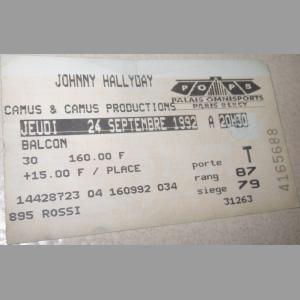 JOHNNY HALLYDAY
POPB
PALAIS OMNISPORTS
PARIS BERCY
CAMUS & CAMUS PRODUCTIONS
JEUDI 24 SEPTEMBRE 1992 A 20H30
BALCON
30 160.00 F porte T
+15.00 F / PLACE rang 87
14428723 04 160992 034 siege 79
895 ROSSI 31263
4165688